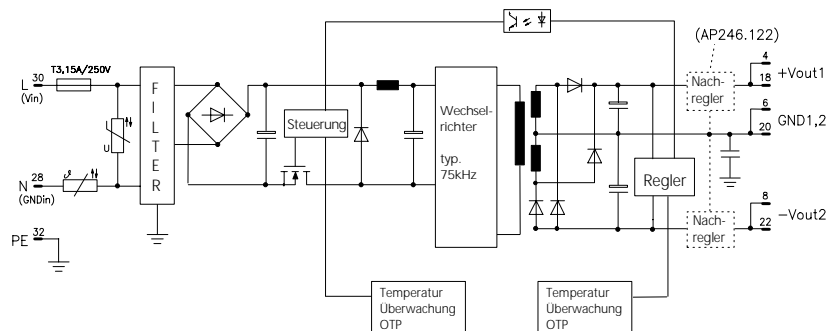 (AP246.122)
T3,15A/250V
L 30
(Vin)
F
I
L
T
E
R
U
N 28
(GNDin)
ϑ
PE 32
Steuerung
Wechsel-
richter
typ.
75kHz
Regler
Nach-
regler
Nach-
regler
4
+Vout1
18
6
GND1,2
20
8
-Vout2
22
Temperatur
Überwachung
OTP
Temperatur
Überwachung
OTP